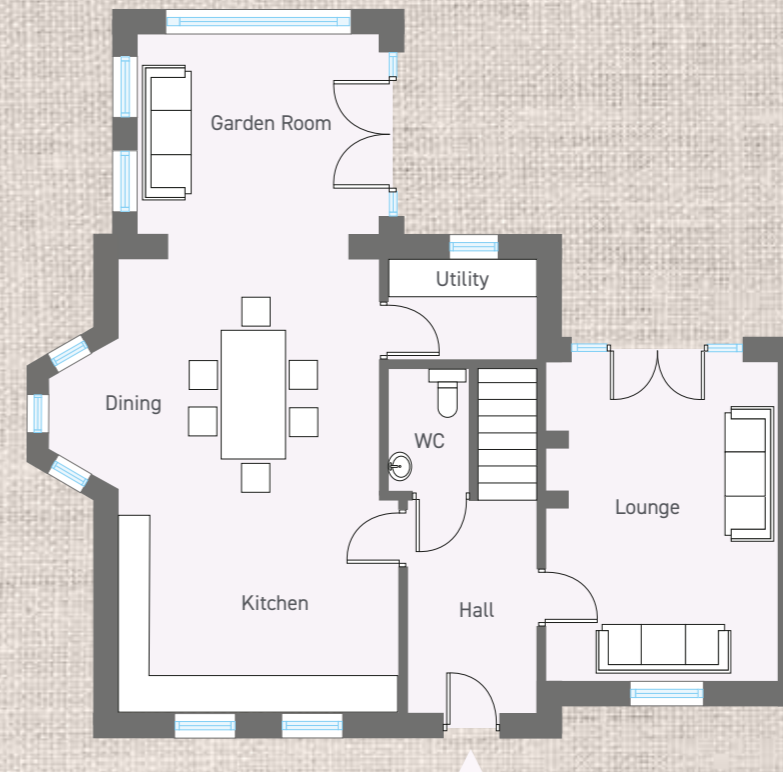 Garden Room
Utility
Dining
WC
Lounge
Kitchen
Hall